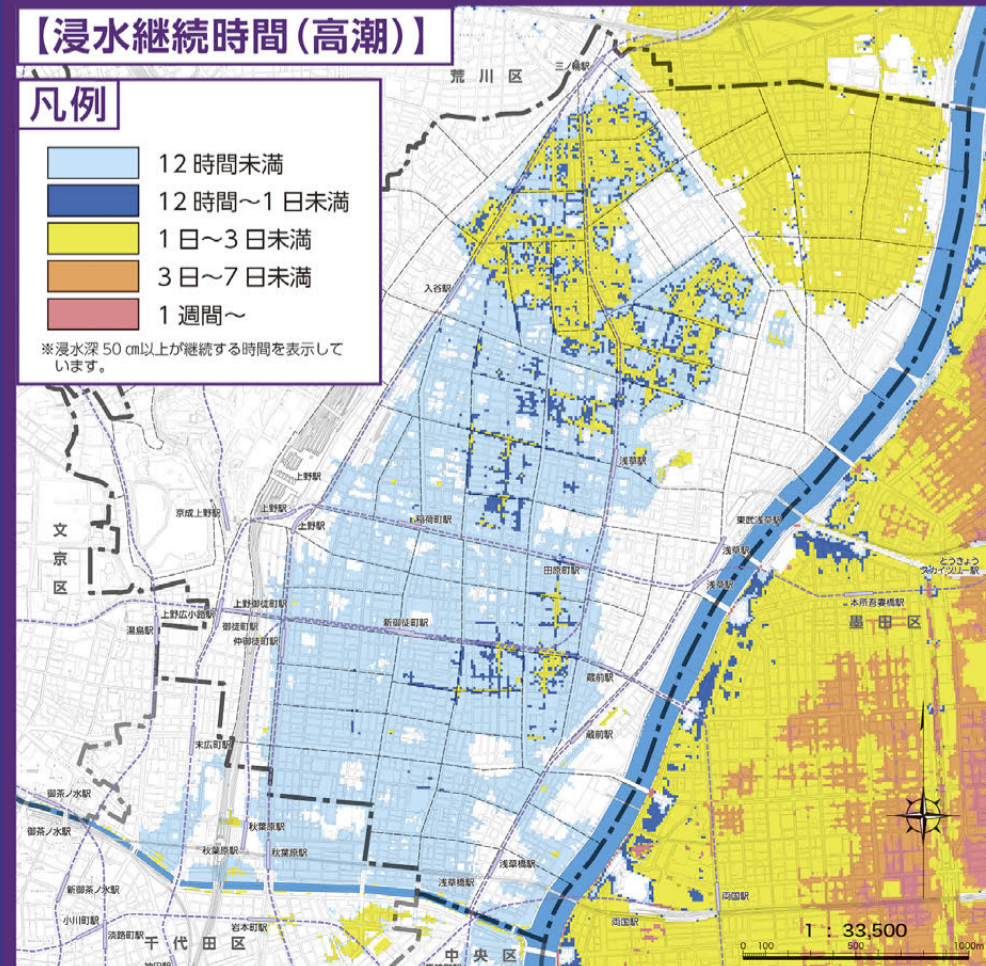 【浸水継続時間(高潮)】
凡例
12時間未満
12時間～1日未満
1日～3日未満
3日～7日未満
1週間～
※浸水深50㎝以上が継続する時間を表示して
います。
荒川区
三ノ輪駅
入谷駅
上野駅
京成上野駅
上野駅
上野駅
稲荷町駅
浅草駅
文京区
東武浅草駅
浅草駅
浅草駅
とうきょう
スカイツリー駅
田原町駅
本所吾妻橋駅
墨田区
湯島駅
上野広小路駅
上野御徒町駅
御徒町駅
仲御徒町駅
新御徒町駅
蔵前駅
蔵前駅
末広町駅
御茶ノ水駅
御茶ノ水駅
秋葉原駅
秋葉原駅
秋葉原駅
浅草橋駅
浅草橋駅
新御茶ノ水駅
小川町駅
淡路町駅
千代田区
岩本町駅
中央区
両国駅
両国駅
1 : 33,500
0 100 500 1000m